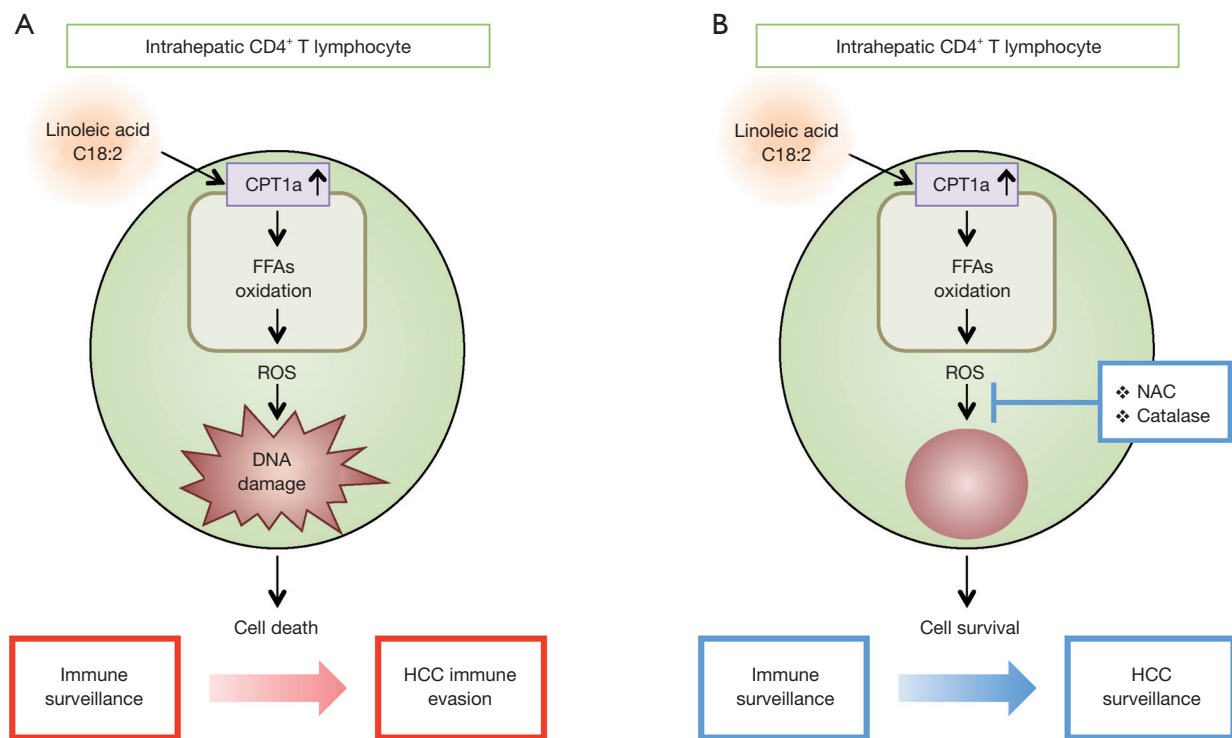 A
Intrahepatic CD4⁺ T lymphocyte
Linoleic acid
C18:2
CPT1a
FFAs
oxidation
ROS
DNA
damage
Cell death
Immune
surveillance
HCC immune
evasion
B
Intrahepatic CD4⁺ T lymphocyte
Linoleic acid
C18:2
CPT1a
FFAs
oxidation
ROS
❖ NAC
❖ Catalase
Cell survival
Immune
surveillance
HCC
surveillance